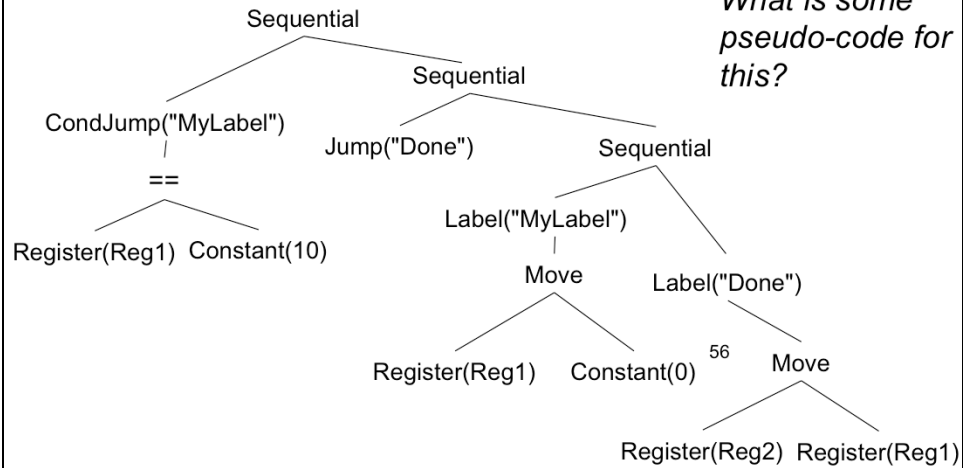 What is some
pseudo-code for
this?
Sequential
Sequential
CondJump("MyLabel")
Jump("Done")
Sequential
==
Label("MyLabel")
Register(Reg1) Constant(10)
Move
Label("Done")
Register(Reg1) Constant(0)
56
Move
Register(Reg2) Register(Reg1)